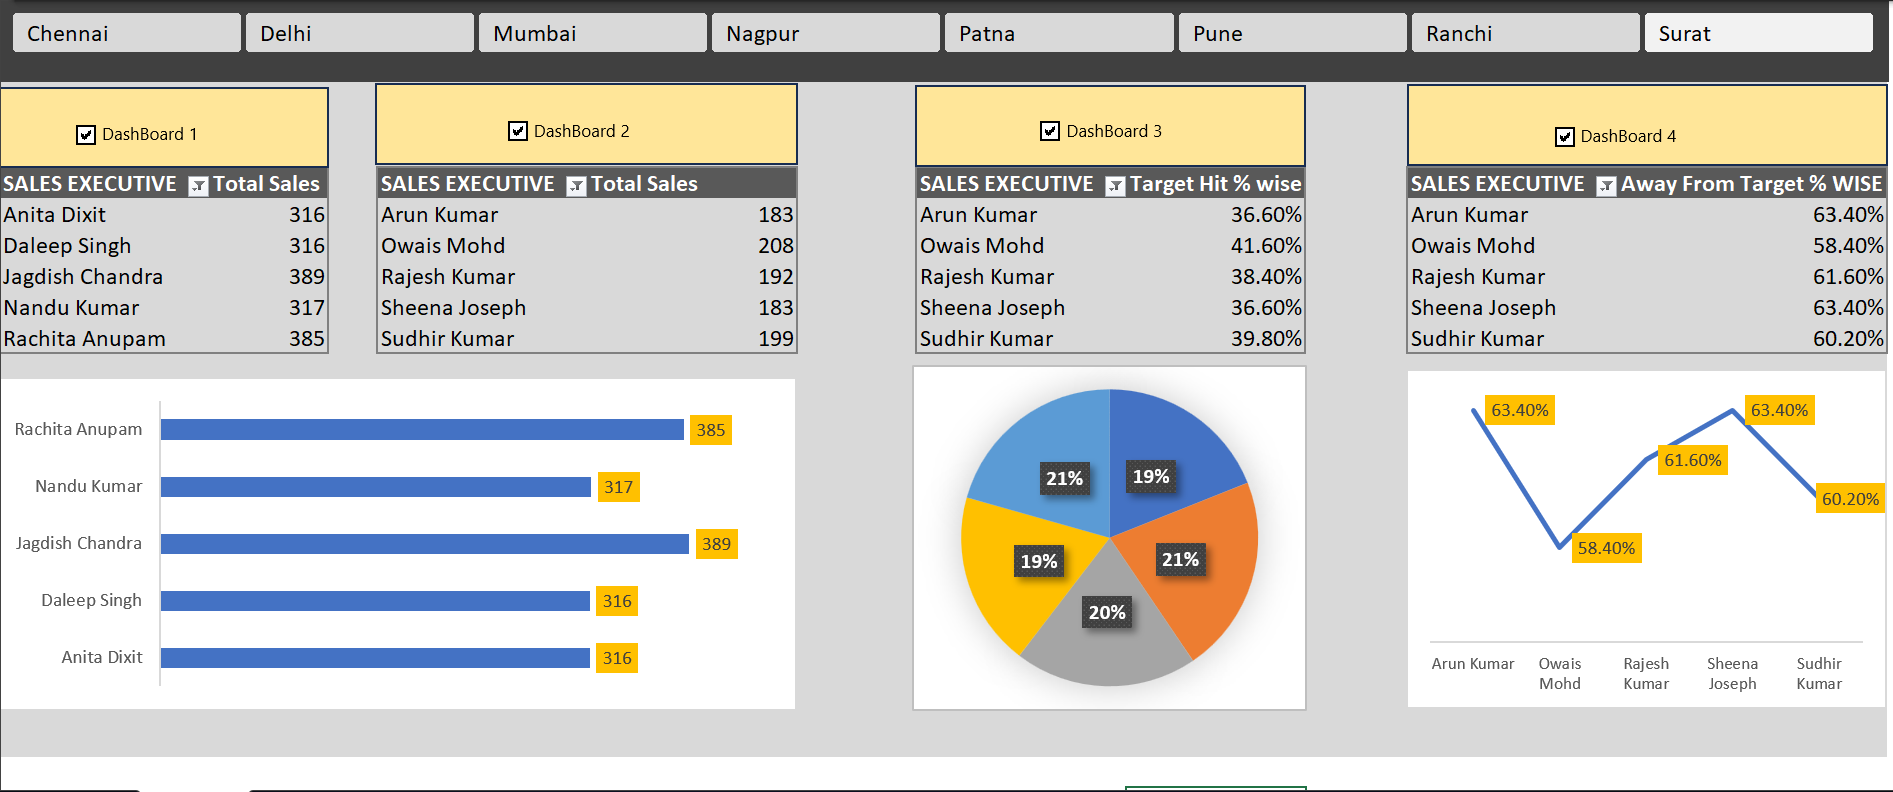 Chennai
Delhi
Mumbai
Nagpur
Patna
Pune
Ranchi
Surat
DashBoard 1
SALES EXECUTIVE Total Sales
Anita Dixit 316
Daleep Singh 316
Jagdish Chandra 389
Nandu Kumar 317
Rachita Anupam 385
DashBoard 2
SALES EXECUTIVE Total Sales
Arun Kumar 183
Owais Mohd 208
Rajesh Kumar 192
Sheena Joseph 183
Sudhir Kumar 199
DashBoard 3
SALES EXECUTIVE Target Hit % wise
Arun Kumar 36.60%
Owais Mohd 41.60%
Rajesh Kumar 38.40%
Sheena Joseph 36.60%
Sudhir Kumar 39.80%
DashBoard 4
SALES EXECUTIVE Away From Target % WISE
Arun Kumar 63.40%
Owais Mohd 58.40%
Rajesh Kumar 61.60%
Sheena Joseph 63.40%
Sudhir Kumar 60.20%
Rachita Anupam 385
Nandu Kumar 317
Jagdish Chandra 389
Daleep Singh 316
Anita Dixit 316
21%
19%
19%
21%
20%
63.40%
63.40%
61.60%
60.20%
58.40%
Arun Kumar
Owais
Mohd
Rajesh
Kumar
Sheena
Joseph
Sudhir
Kumar